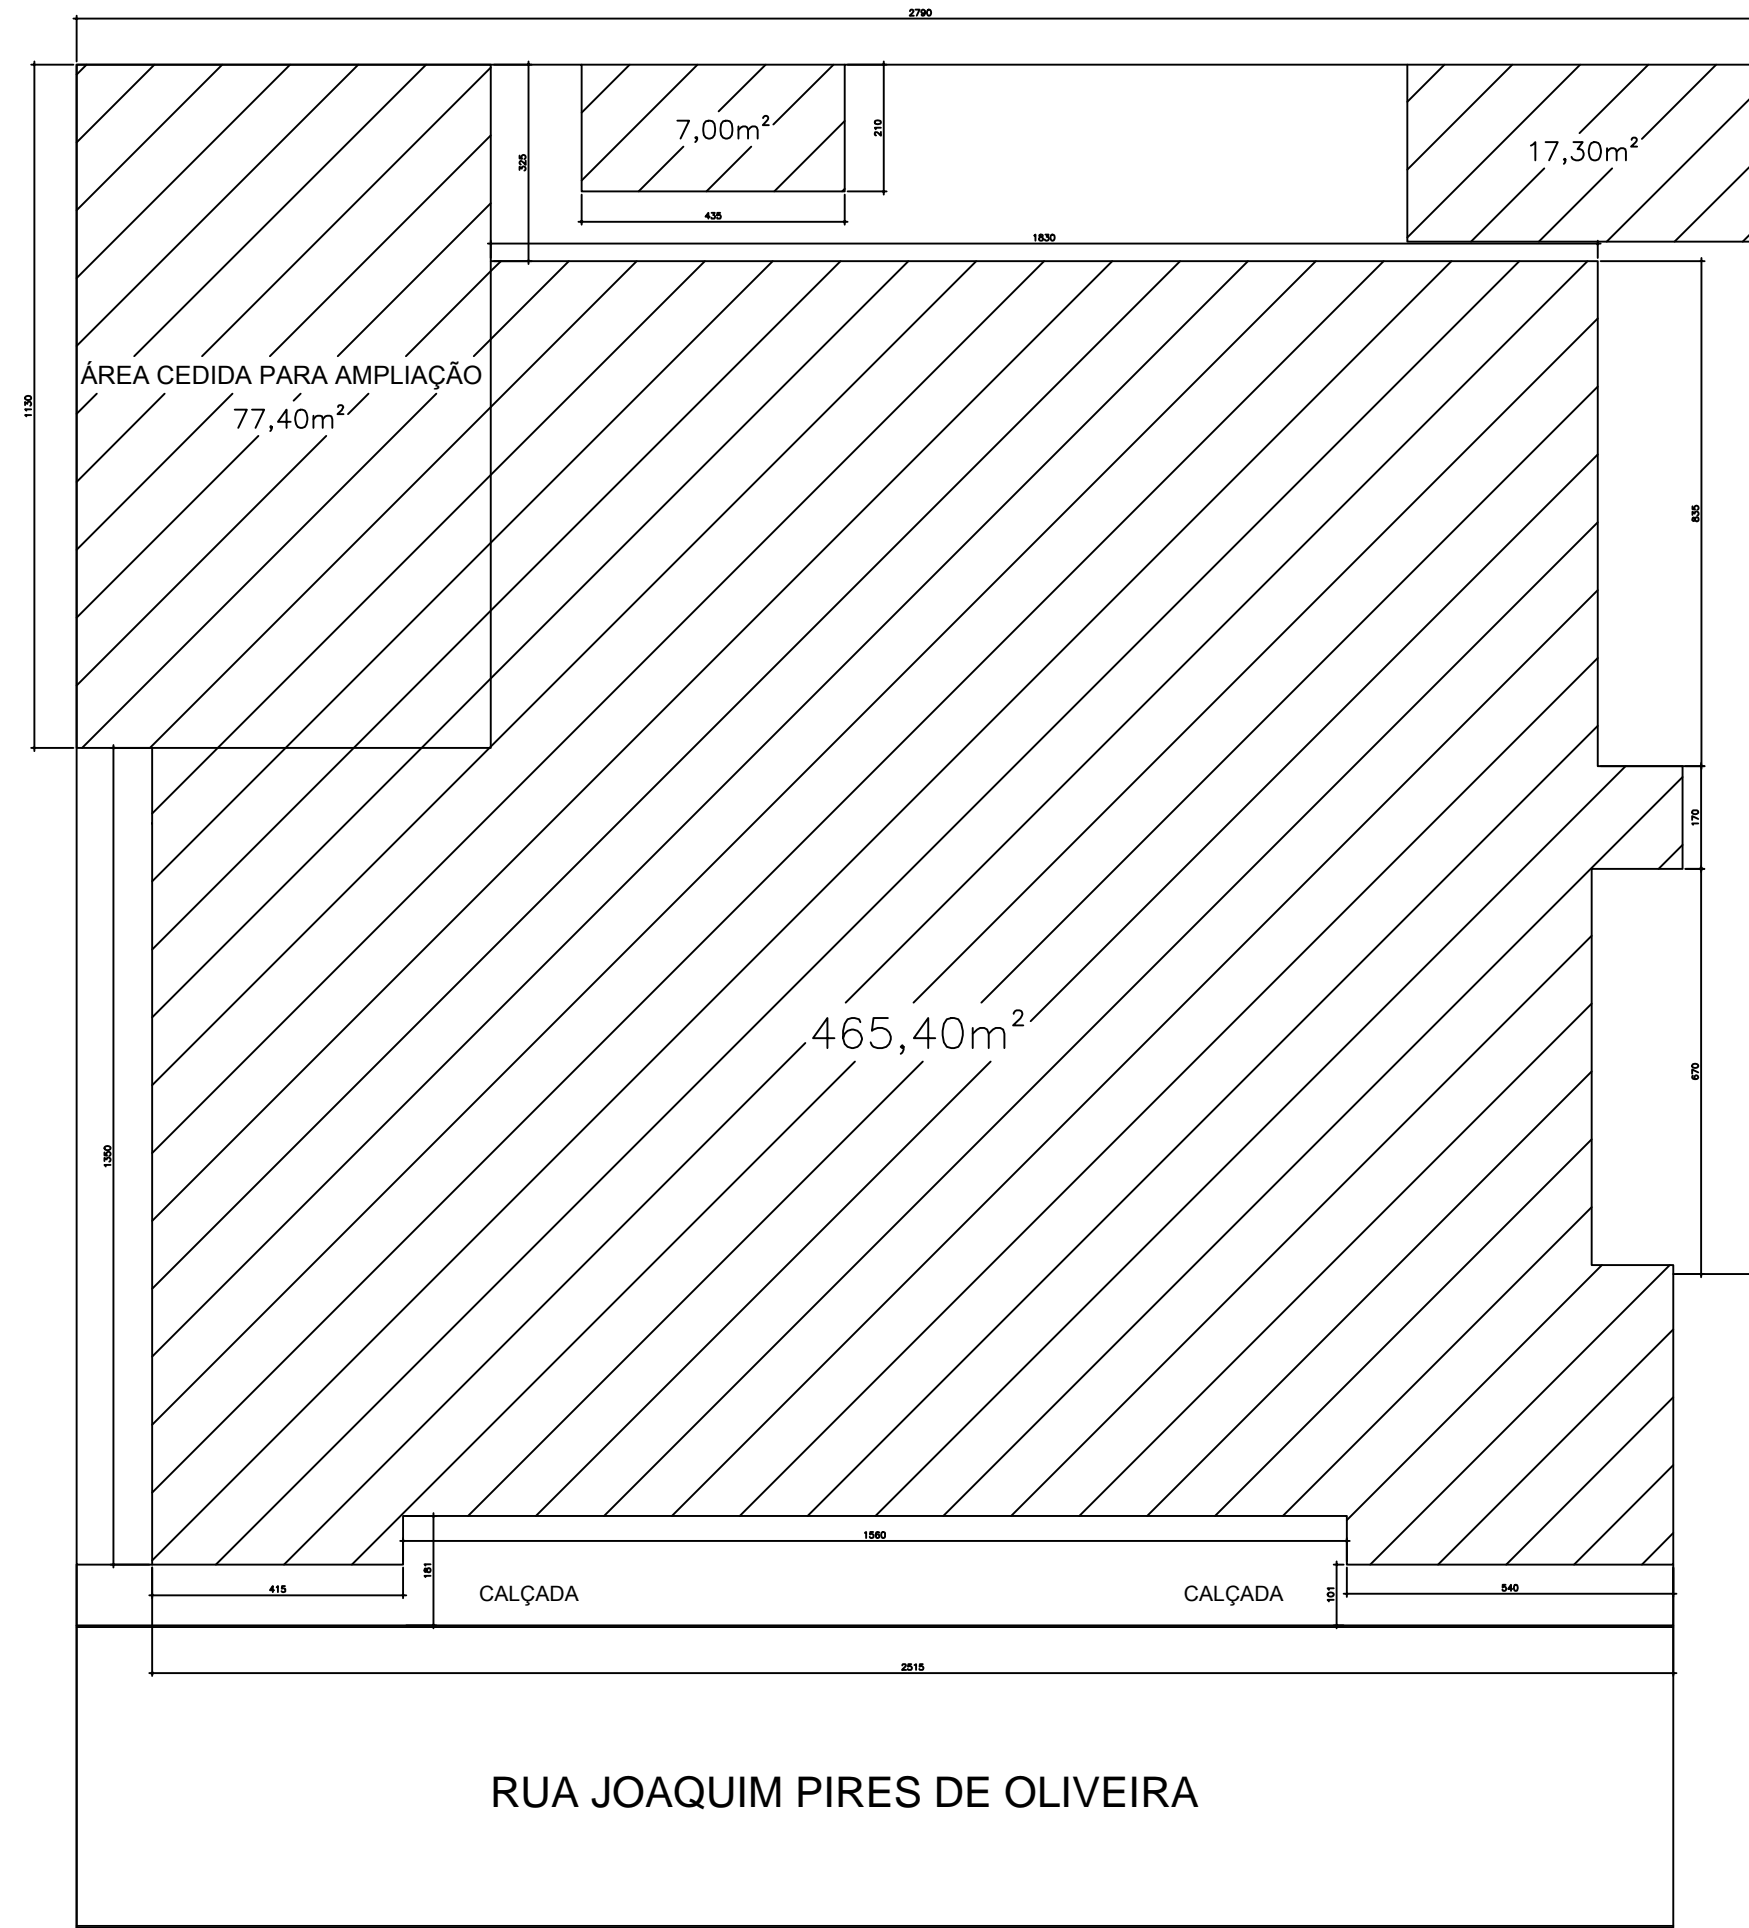 2790
7,00m²
210
17,30m²
325
435
1830
ÁREA CEDIDA PARA AMPLIAÇÃO
77,40m²
1130
835
170
465,40m²
670
1350
1560
181
415
CALÇADA
CALÇADA
101
540
2515
RUA JOAQUIM PIRES DE OLIVEIRA